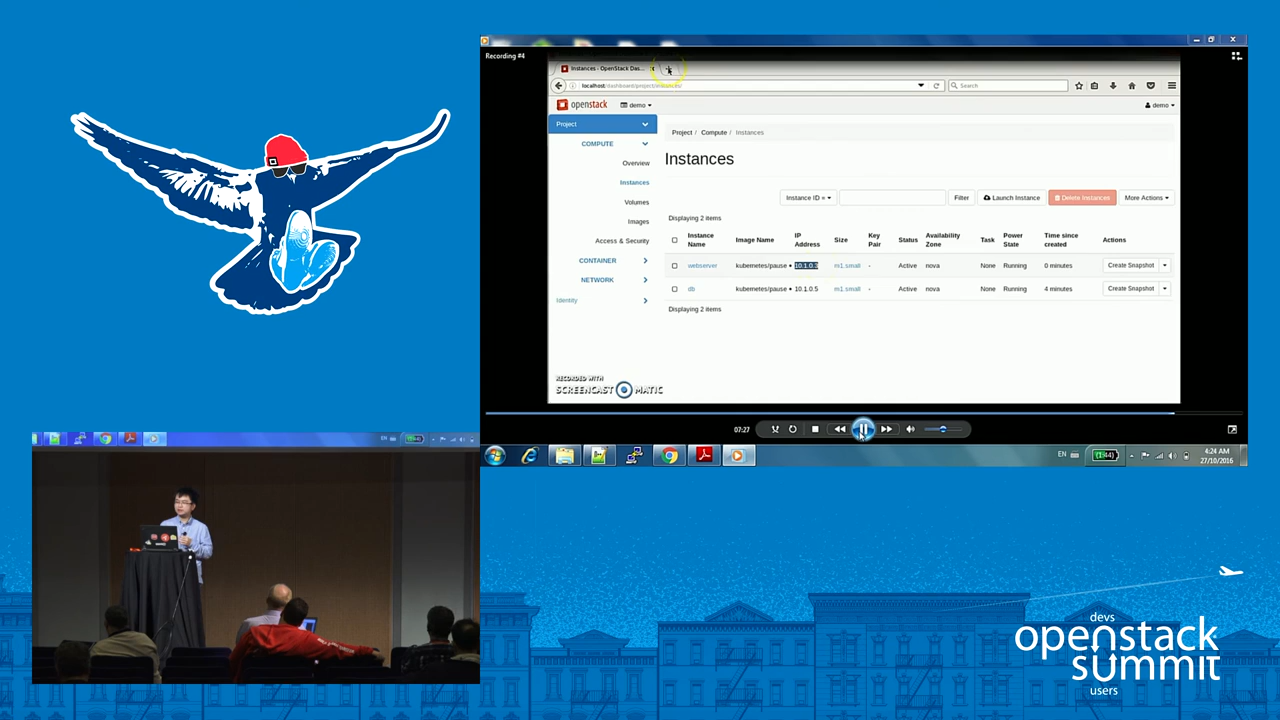 Recording #4
Instances - OpenStack Das...
localhost/dashboard/project/instances/
Search
openstack
demo
demo
Project
Project / Compute / Instances
COMPUTE
Overview
Instances
Instances
Volumes
Instance ID =
Filter
Launch Instance
Delete Instances
More Actions
Images
Displaying 2 items
Access & Security
Instance Name
Image Name
IP Address
Size
Key Pair
Status
Availability Zone
Task
Power State
Time since created
Actions
CONTAINER
webserver kubernetes/pause • 10.1.0.3 m1.small - Active nova None Running 0 minutes Create Snapshot
NETWORK
db kubernetes/pause • 10.1.0.5 m1.small - Active nova None Running 4 minutes Create Snapshot
Identity
Displaying 2 items
RECORDED WITH
SCREENCAST MATIC
07:27
EN
(1:44)
4:24 AM
27/10/2016
EN
devs
openstack
summit
users